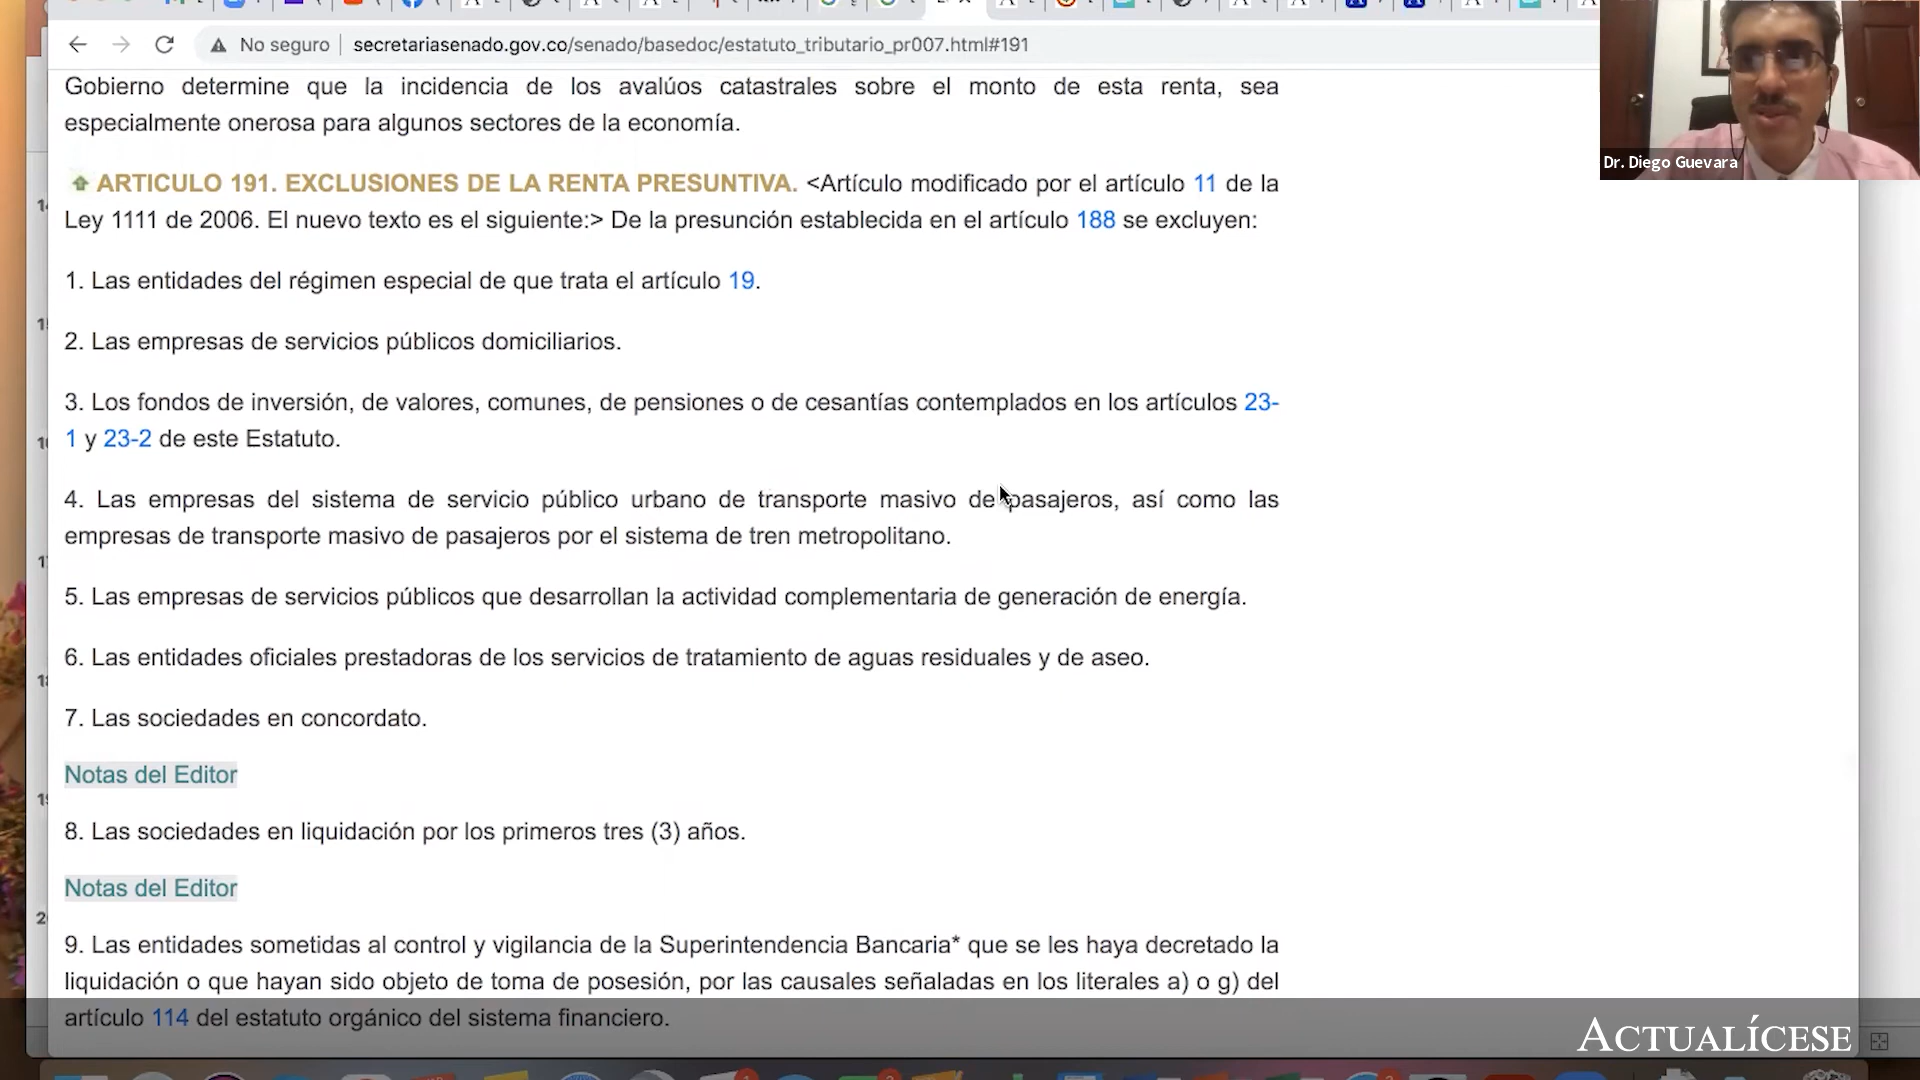 No seguro
secretariasenado.gov.co/senado/basedoc/estatuto_tributario_pr007.html#191
Gobierno determine que la incidencia de los avalúos catastrales sobre el monto de esta renta, sea
especialmente onerosa para algunos sectores de la economía.
ARTICULO 191. EXCLUSIONES DE LA RENTA PRESUNTIVA. <Artículo modificado por el artículo 11 de la
Ley 1111 de 2006. El nuevo texto es el siguiente:> De la presunción establecida en el artículo 188 se excluyen:
1. Las entidades del régimen especial de que trata el artículo 19.
2. Las empresas de servicios públicos domiciliarios.
3. Los fondos de inversión, de valores, comunes, de pensiones o de cesantías contemplados en los artículos 23-
1 y 23-2 de este Estatuto.
4. Las empresas del sistema de servicio público urbano de transporte masivo de pasajeros, así como las
empresas de transporte masivo de pasajeros por el sistema de tren metropolitano.
5. Las empresas de servicios públicos que desarrollan la actividad complementaria de generación de energía.
6. Las entidades oficiales prestadoras de los servicios de tratamiento de aguas residuales y de aseo.
7. Las sociedades en concordato.
Notas del Editor
8. Las sociedades en liquidación por los primeros tres (3) años.
Notas del Editor
9. Las entidades sometidas al control y vigilancia de la Superintendencia Bancaria* que se les haya decretado la
liquidación o que hayan sido objeto de toma de posesión, por las causales señaladas en los literales a) o g) del
artículo 114 del estatuto orgánico del sistema financiero.
Dr. Diego Guevara
ACTUALÍCESE